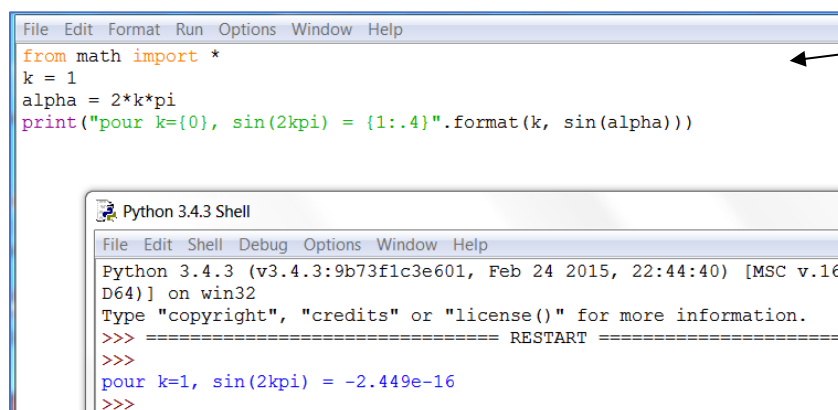 File Edit Format Run Options Window Help
from math import *
k = 1
alpha = 2*k*pi
print("pour k={0}, sin(2kpi) = {1:.4}".format(k, sin(alpha)))
Python 3.4.3 Shell
File Edit Shell Debug Options Window Help
Python 3.4.3 (v3.4.3:9b73f1c3e601, Feb 24 2015, 22:44:40) [MSC v.16
D64)] on win32
Type "copyright", "credits" or "license()" for more information.
>>> ================================ RESTART ======================
>>>
pour k=1, sin(2kpi) = -2.449e-16
>>>